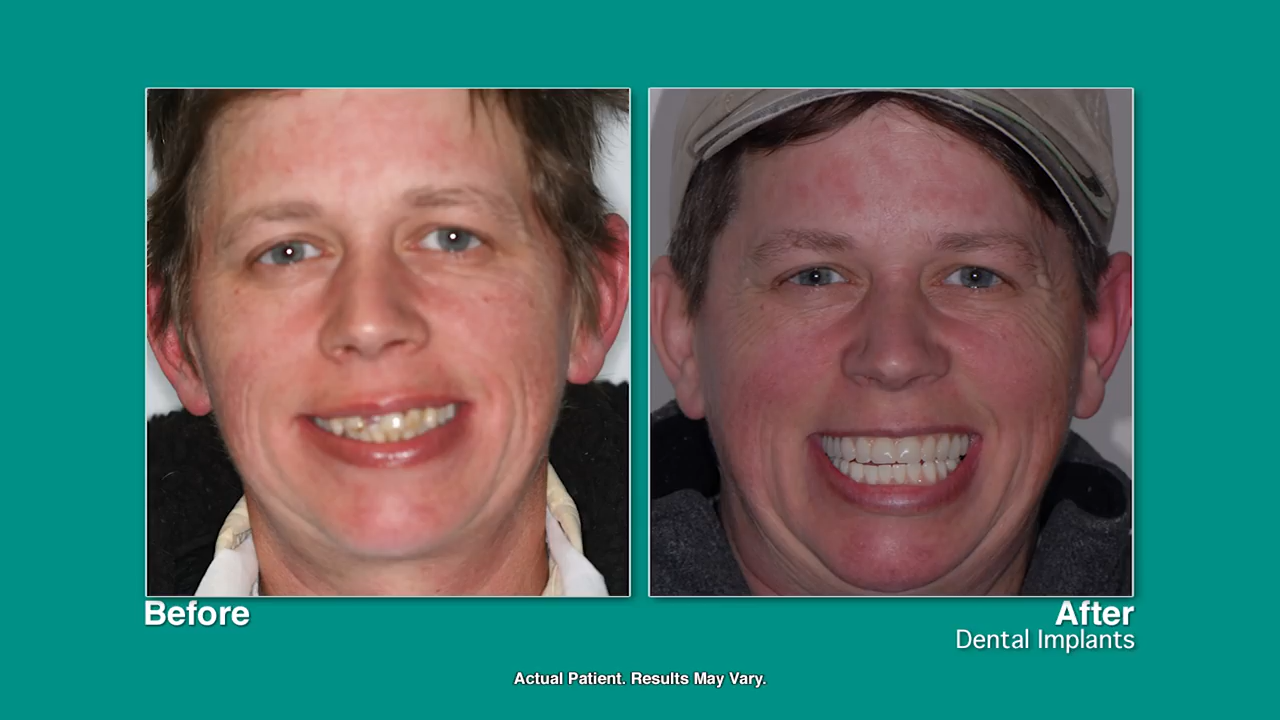 Before
After
Dental Implants
Actual Patient. Results May Vary.